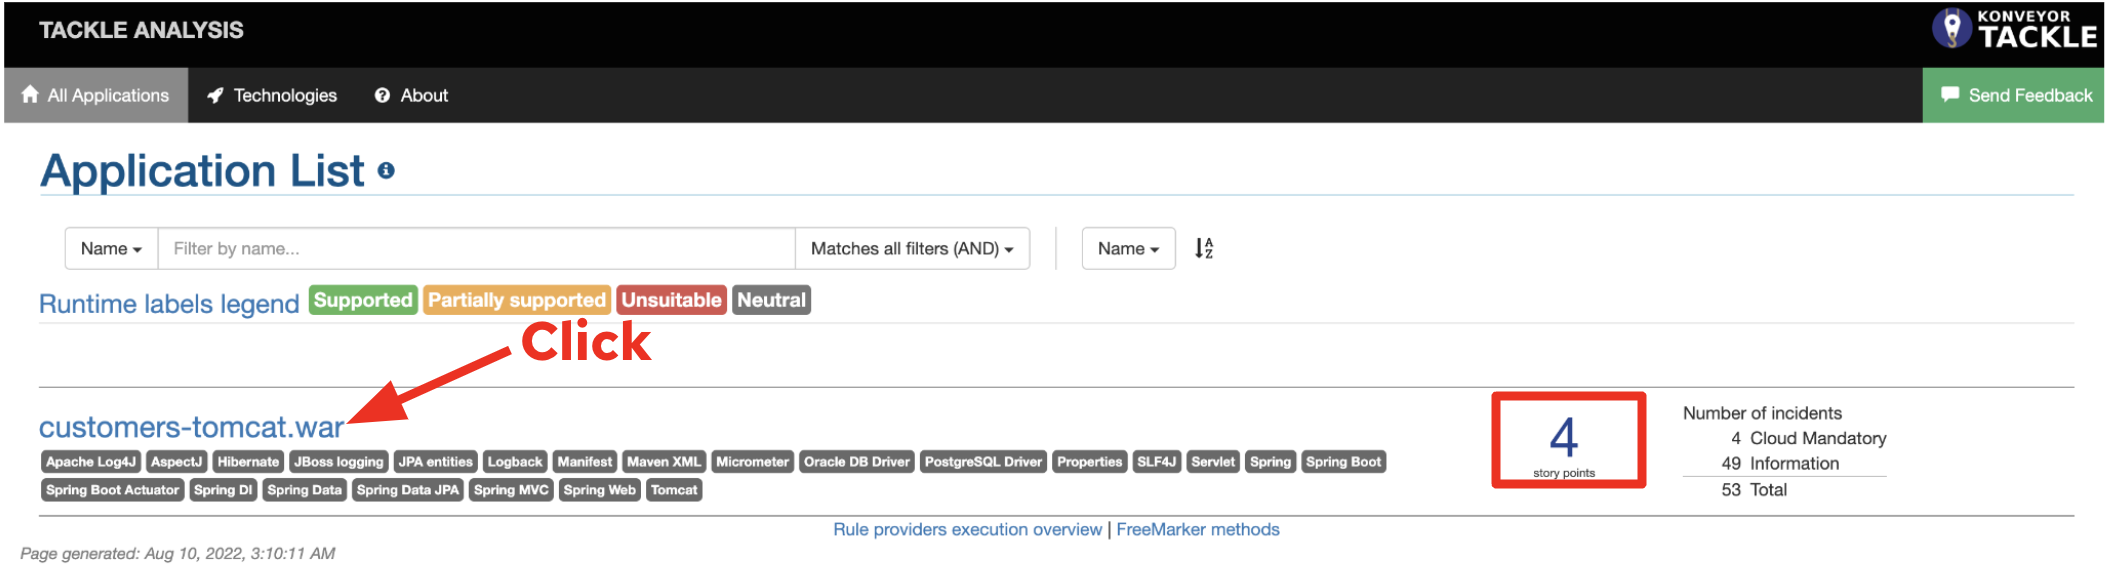 TACKLE ANALYSIS
KONVEYOR
TACKLE
All Applications Technologies About Send Feedback
Application List
Name Filter by name... Matches all filters (AND) Name
Runtime labels legend Supported Partially supported Unsuitable Neutral
Click
customers-tomcat.war
Apache Log4J AspectJ Hibernate JBoss logging JPA entities Logback Manifest Maven XML Micrometer Oracle DB Driver PostgreSQL Driver Properties SLF4J Servlet Spring Spring Boot
Spring Boot Actuator Spring DI Spring Data Spring Data JPA Spring MVC Spring Web Tomcat
4
story points
Number of incidents
4 Cloud Mandatory
49 Information
53 Total
Rule providers execution overview | FreeMarker methods
Page generated: Aug 10, 2022, 3:10:11 AM